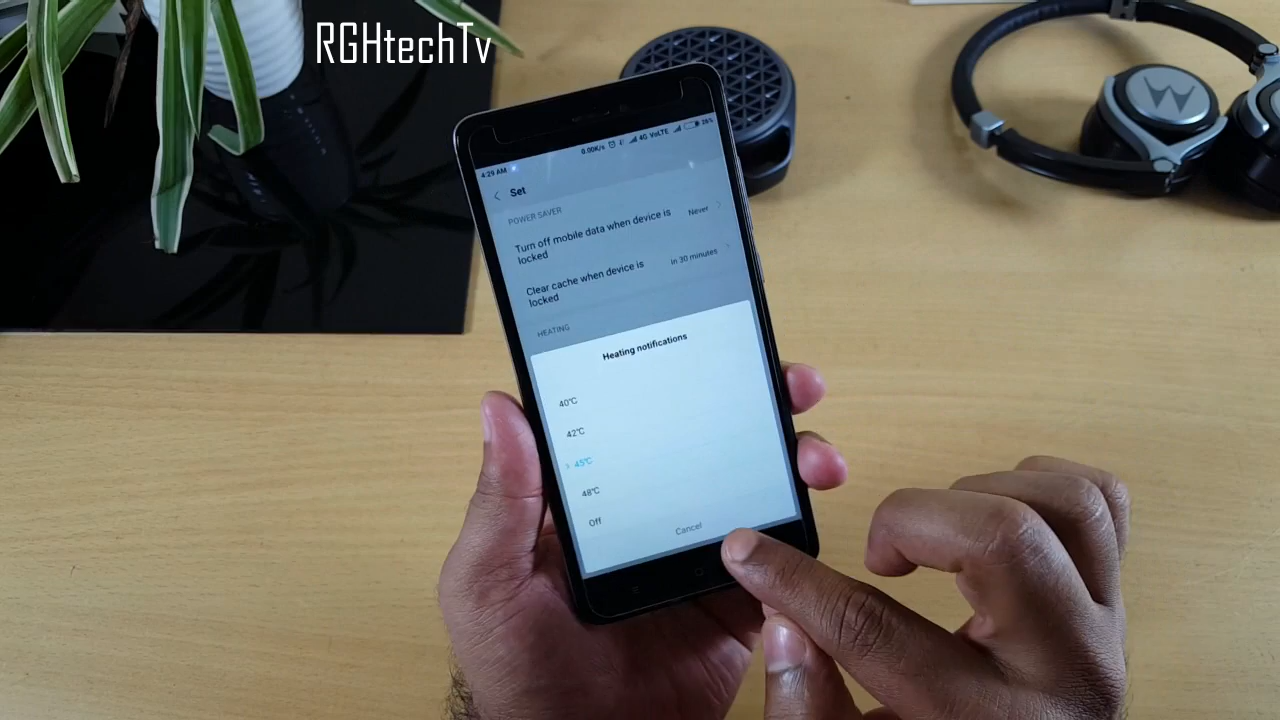 RGHtechTv
0.00K/s 4G VoLTE 26%
4:29 AM
Set
POWER SAVER
Turn off mobile data when device is locked
Never
Clear cache when device is locked
In 30 minutes
HEATING
Heating notifications
40℃
42℃
45℃
48℃
Off
Cancel